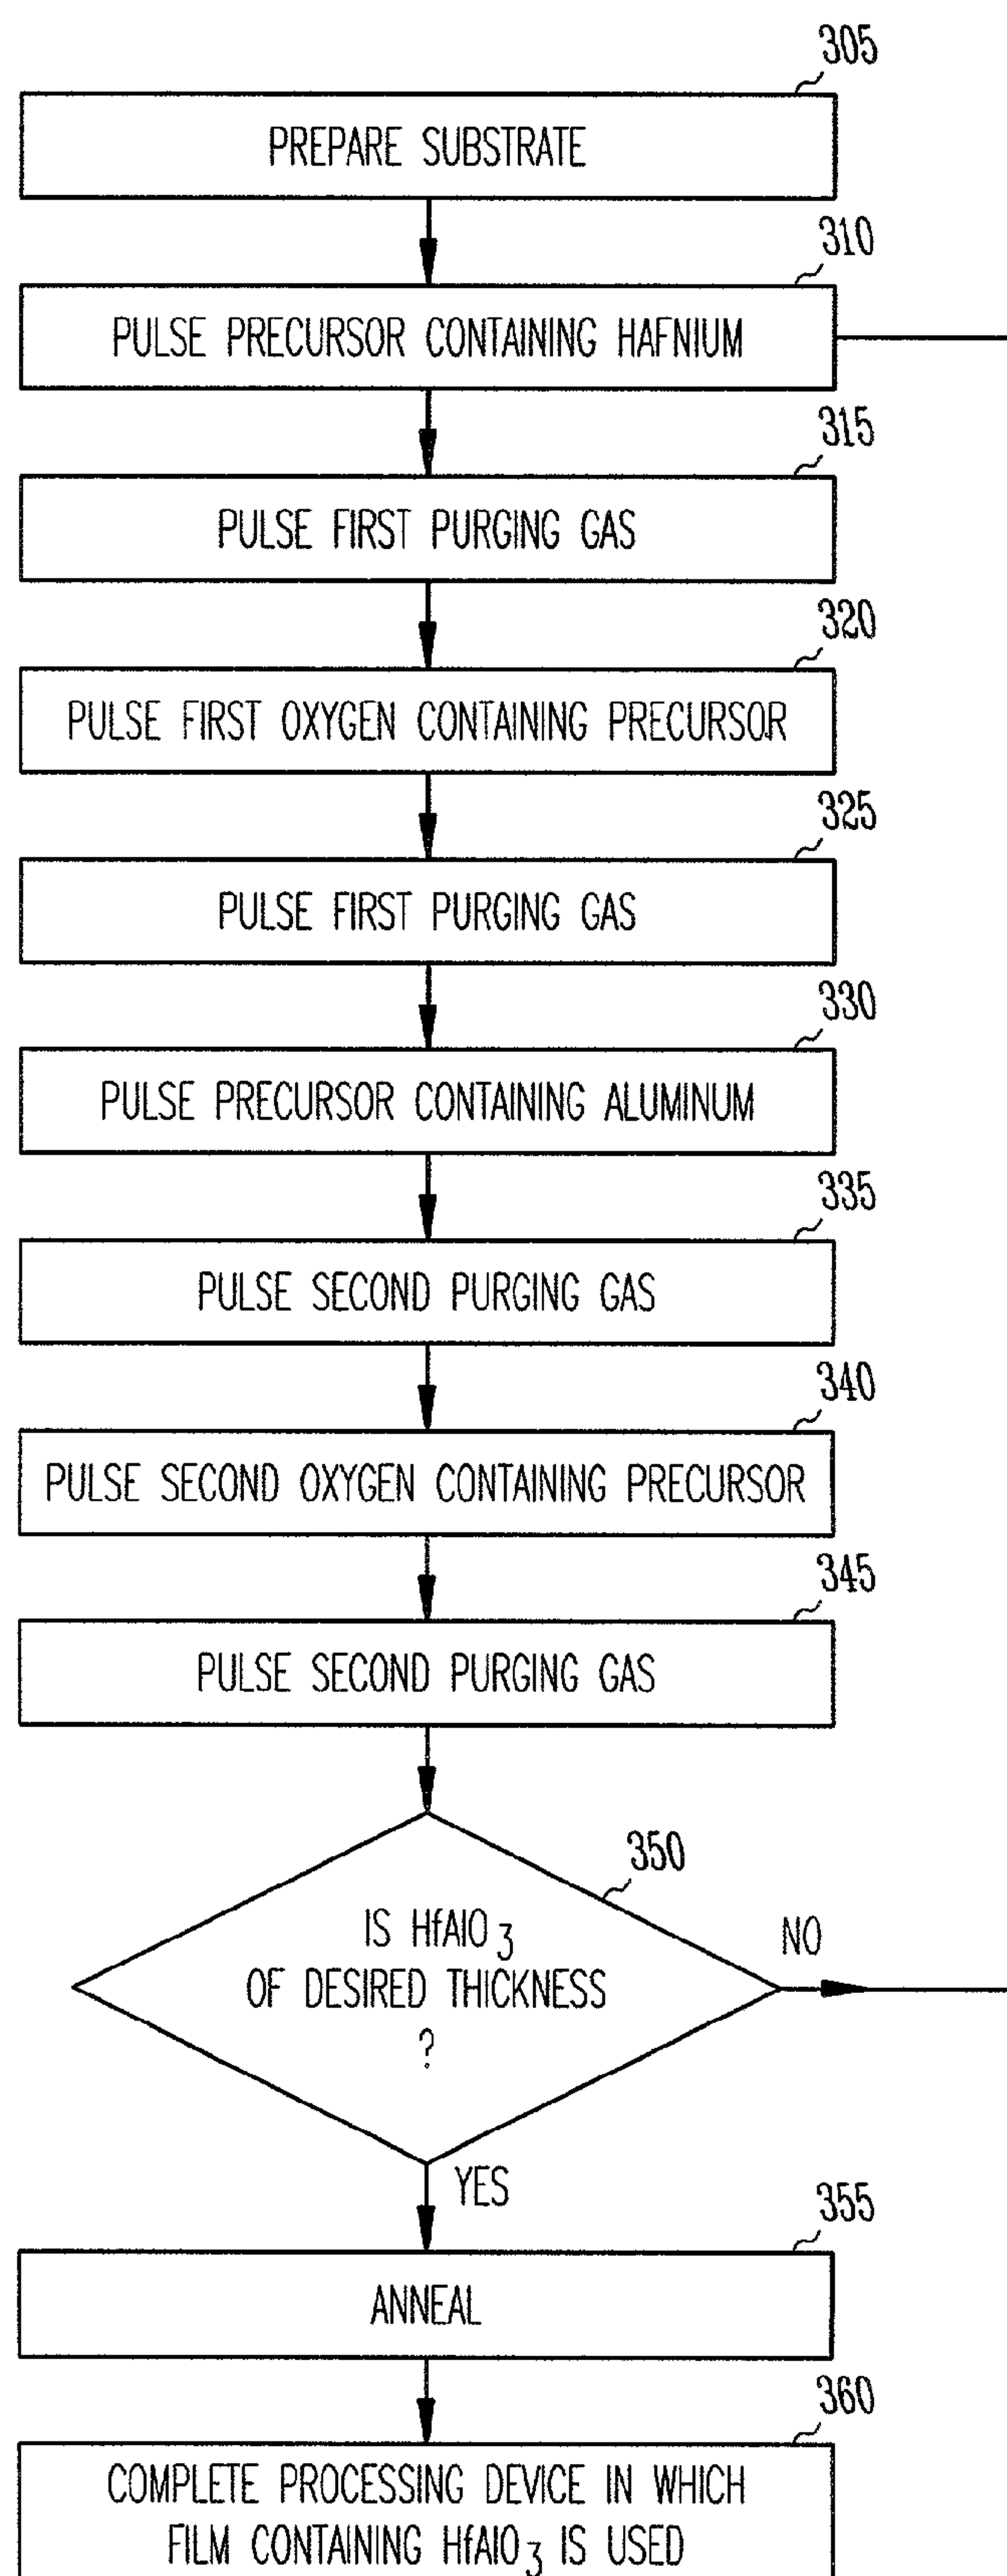 305
PREPARE SUBSTRATE
310
PULSE PRECURSOR CONTAINING HAFNIUM
315
PULSE FIRST PURGING GAS
320
PULSE FIRST OXYGEN CONTAINING PRECURSOR
325
PULSE FIRST PURGING GAS
330
PULSE PRECURSOR CONTAINING ALUMINUM
335
PULSE SECOND PURGING GAS
340
PULSE SECOND OXYGEN CONTAINING PRECURSOR
345
PULSE SECOND PURGING GAS
350
IS HfAlO3
OF DESIRED THICKNESS
?
NO
YES
355
ANNEAL
360
COMPLETE PROCESSING DEVICE IN WHICH
FILM CONTAINING HfAlO3 IS USED